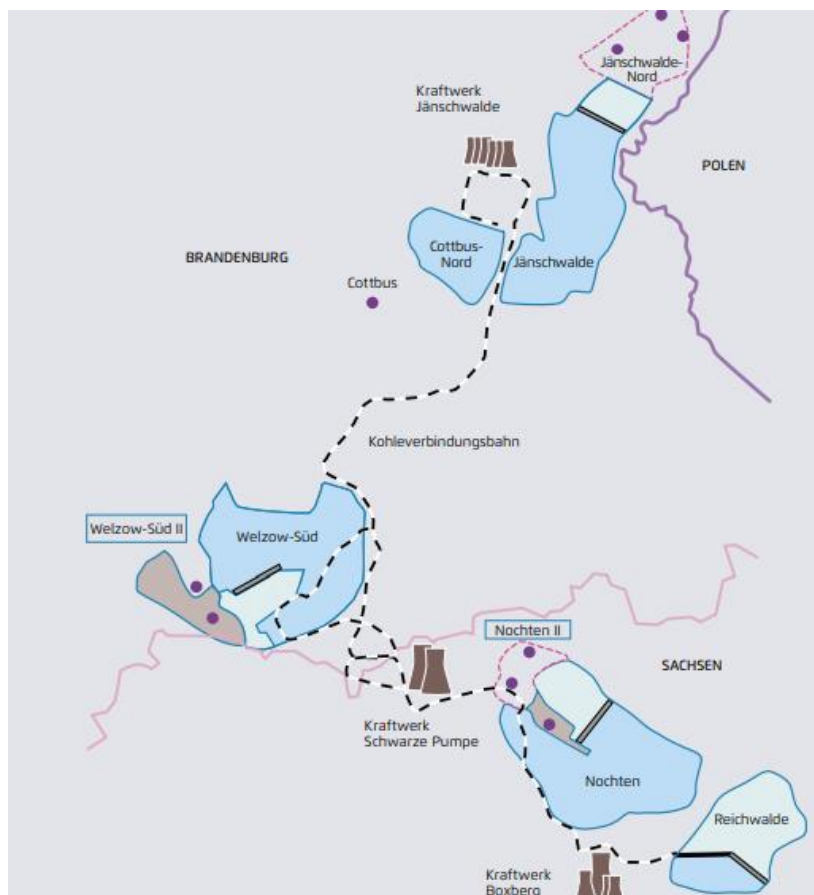 Jänschwalde-
Nord
Kraftwerk
Jänschwalde
POLEN
BRANDENBURG
Cottbus-
Nord
Jänschwalde
Cottbus
Kohleverbindungsbahn
Welzow-Süd II
Welzow-Süd
Nochten II
SACHSEN
Kraftwerk
Schwarze Pumpe
Nochten
Reichwalde
Kraftwerk
Boxberg